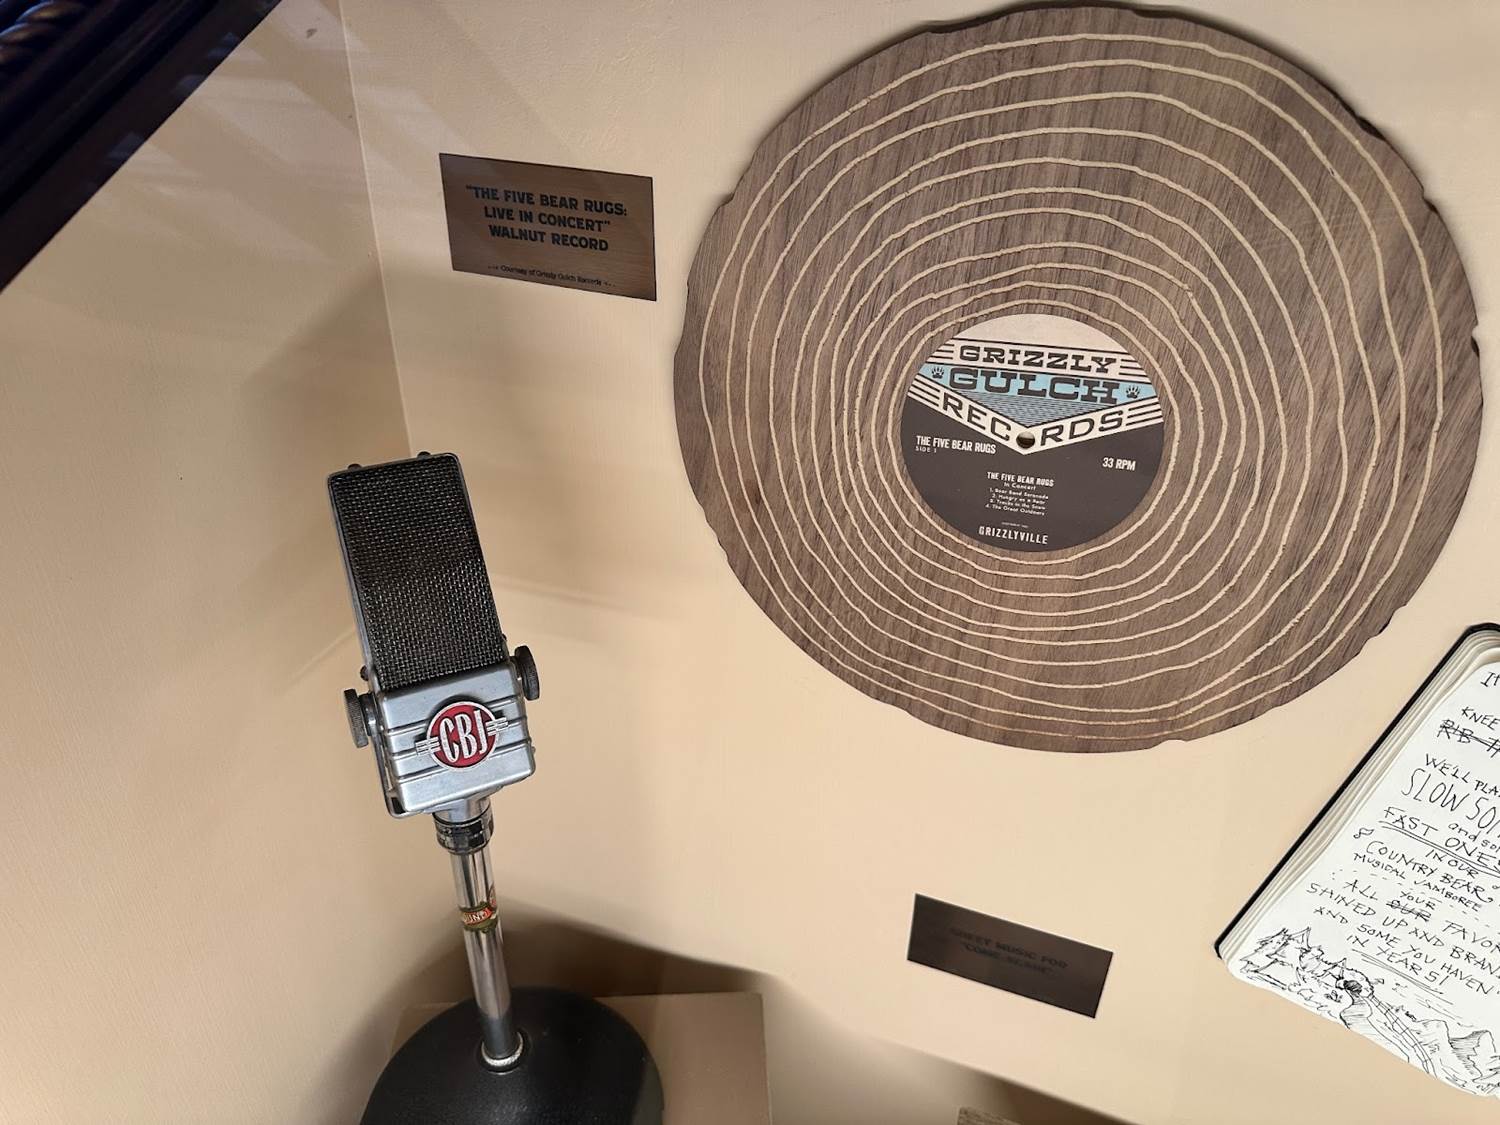 "THE FIVE BEAR RUGS:
LIVE IN CONCERT"
WALNUT RECORD
Courtesy of Grizzly Gulch Records
GRIZZLY
GULCH
RECORDS
THE FIVE BEAR RUGS
SIDE 1
33 RPM
THE FIVE BEAR RUGS
In Concert
1. Bear Band Serenade
2. Hungry as a Bear
3. Tracks in the Snow
4. The Great Outdoors
GRIZZLYVILLE
CBJ
SHEET MUSIC FOR
KNEE
WE'LL PLA
SLOW SO
and so
FAST ONES
IN OUR
COUNTRY BEAR
MUSICAL JAMBOREE
ALL YOUR FAVOR
SHINED UP AND BRAN
AND SOME YOU HAVEN'
IN YEARS!